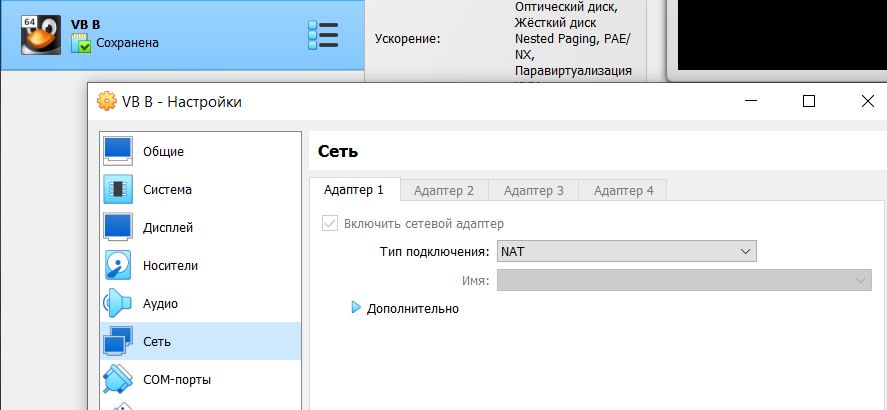 64
VB B
Сохранена
Оптический диск,
Жёсткий диск
Ускорение:
Nested Paging, PAE/
NX,
Паравиртуализация
VB B - Настройки
Общие
Система
Дисплей
Носители
Аудио
Сеть
COM-порты
Сеть
Адаптер 1
Адаптер 2
Адаптер 3
Адаптер 4
Включить сетевой адаптер
Тип подключения:
NAT
Имя:
Дополнительно